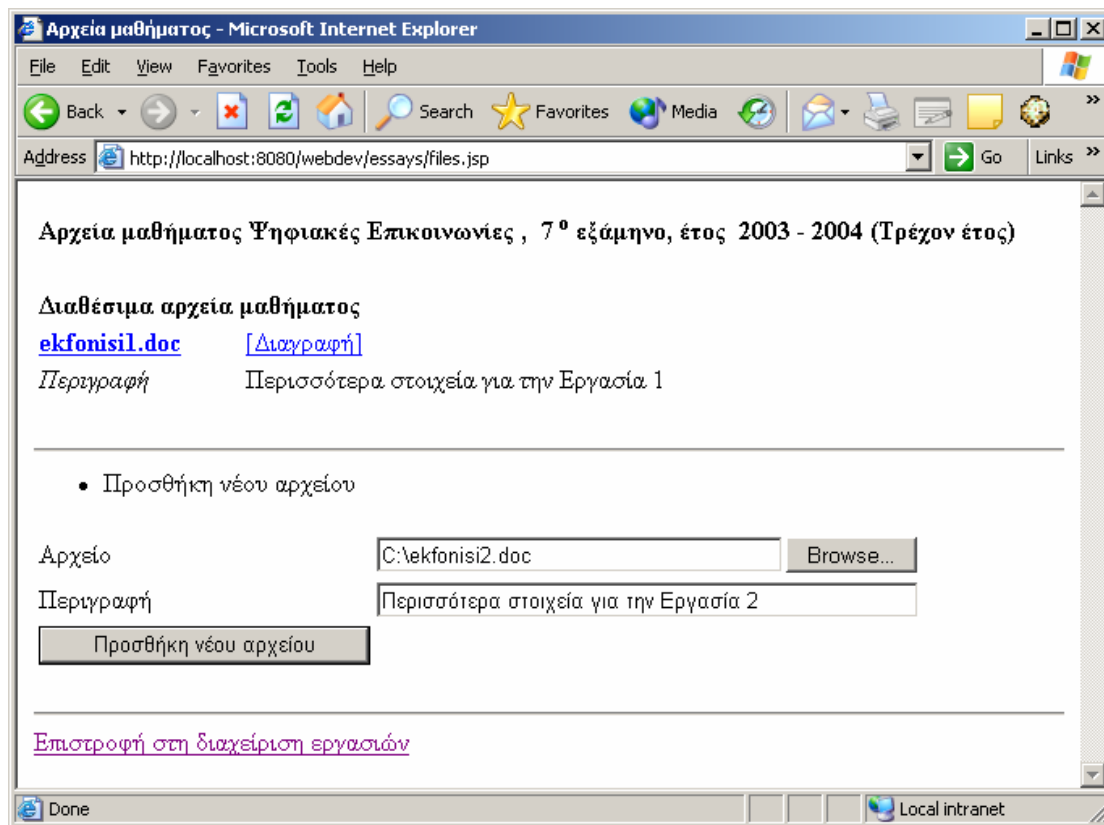 Αρχεία μαθήματος - Microsoft Internet Explorer
File Edit View Favorites Tools Help
Back Search Favorites Media »
Address http://localhost:8080/webdev/essays/files.jsp Go Links »
Αρχεία μαθήματος Ψηφιακές Επικοινωνίες , 7 ο εξάμηνο, έτος 2003 - 2004 (Τρέχον έτος)
Διαθέσιμα αρχεία μαθήματος
ekfonisi1.doc [Διαγραφή]
Περιγραφή Περισσότερα στοιχεία για την Εργασία 1
• Προσθήκη νέου αρχείου
Αρχείο C:\ekfonisi2.doc Browse...
Περιγραφή Περισσότερα στοιχεία για την Εργασία 2
Προσθήκη νέου αρχείου
Επιστροφή στη διαχείριση εργασιών
Done Local intranet